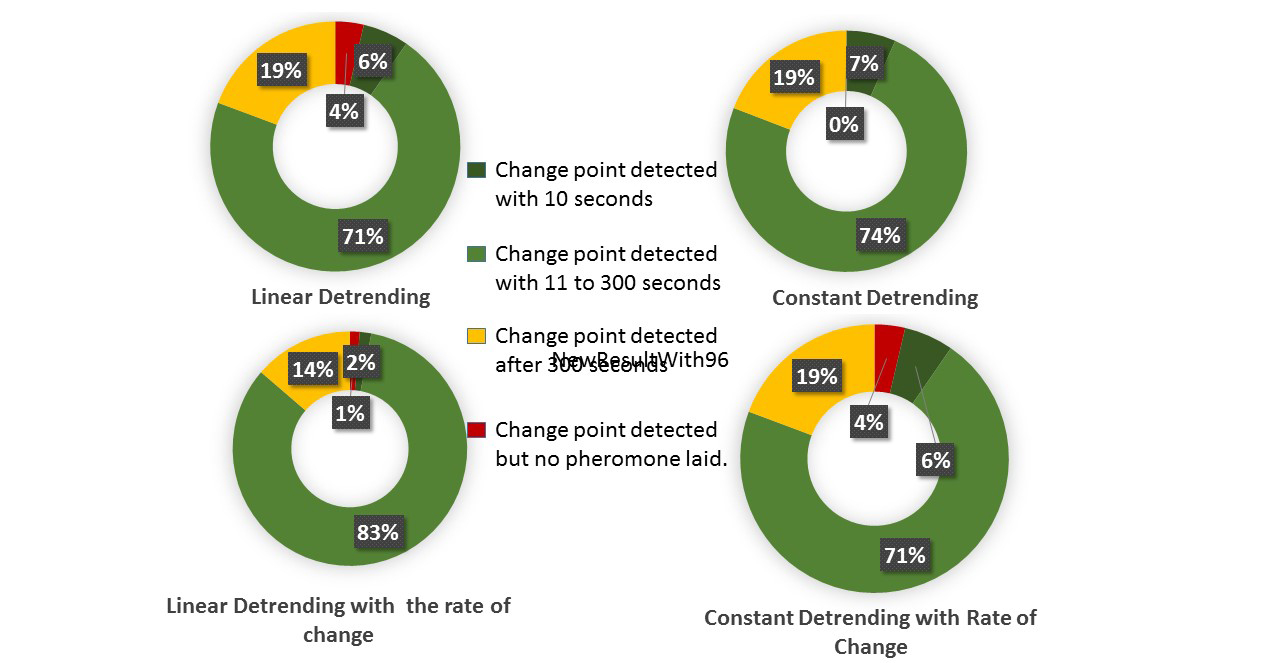 19%
6%
4%
71%
Linear Detrending
7%
19%
0%
74%
Constant Detrending
Change point detected
with 10 seconds
Change point detected
with 11 to 300 seconds
Change point detected
after 300 seconds
NewResultWith96
Change point detected
but no pheromone laid.
14%
2%
1%
83%
Linear Detrending with the rate of
change
19%
4%
6%
71%
Constant Detrending with Rate of
Change